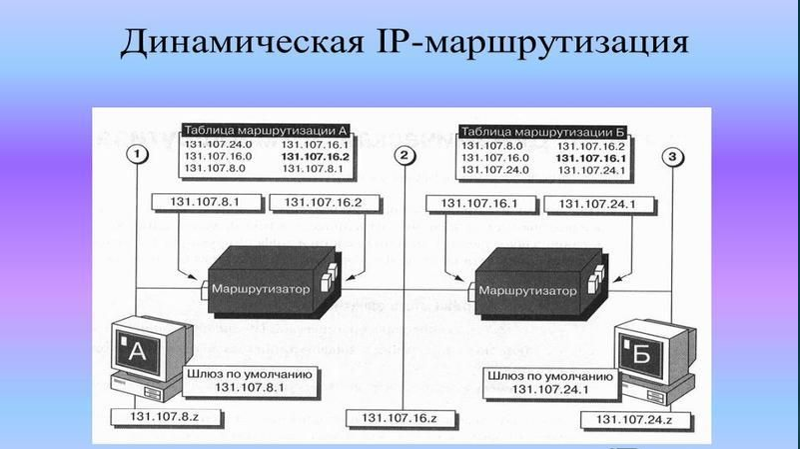 Динамическая IP-маршрутизация
Таблица маршрутизации А
131.107.24.0 131.107.16.1
131.107.16.0 131.107.16.2
131.107.8.0 131.107.8.1
Таблица маршрутизации Б
131.107.8.0 131.107.16.2
131.107.16.0 131.107.16.1
131.107.24.0 131.107.24.1
1
2
3
131.107.8.1
131.107.16.2
131.107.16.1
131.107.24.1
Маршрутизатор
Маршрутизатор
А
Б
Шлюз по умолчанию
131.107.8.1
Шлюз по умолчанию
131.107.24.1
131.107.8.z
131.107.16.z
131.107.24.z